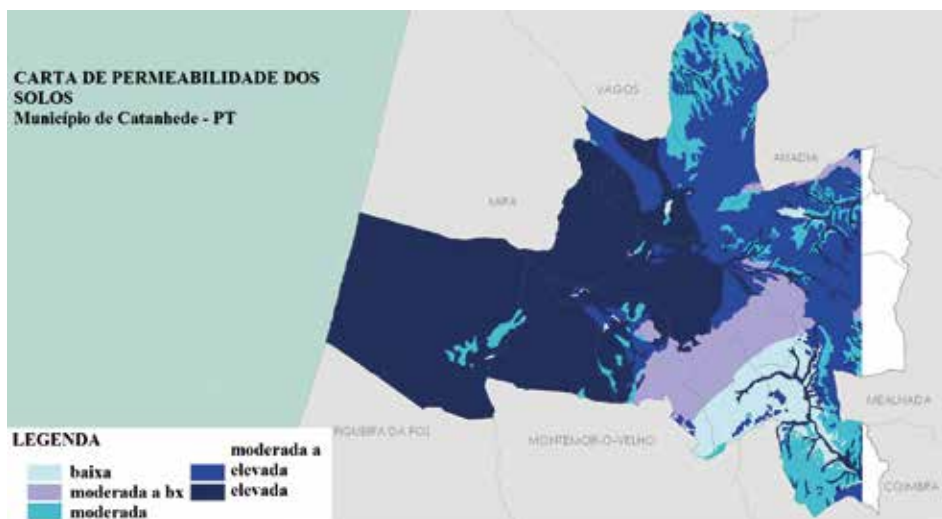 CARTA DE PERMEABILIDADE DOS
SOLOS
Município de Catanhede - PT
VAGOS
ANADIA
MIRA
MEALHADA
FIGUEIRA DA FOZ
MONTEMOR-O-VELHO
COIMBRA
LEGENDA
baixa
moderada a bx
moderada
moderada a
elevada
elevada